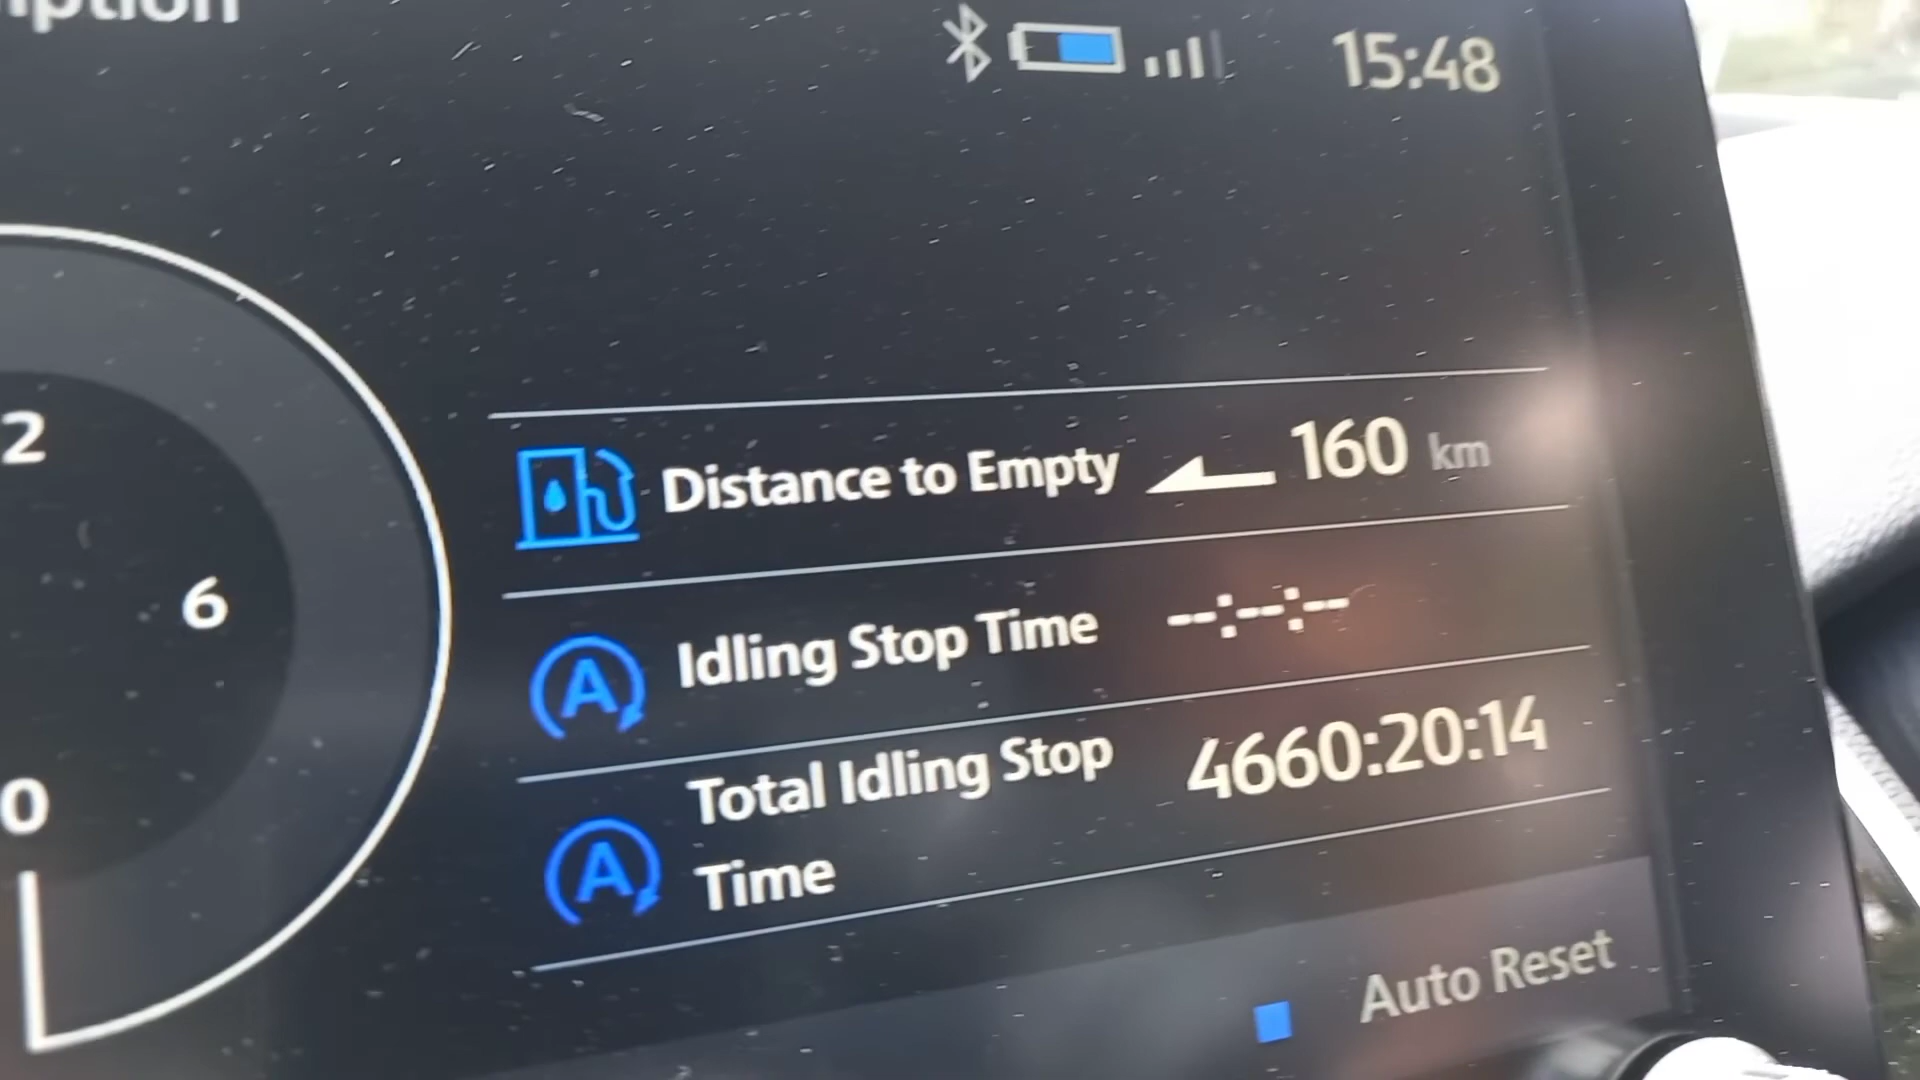 15:48
2
6
0
Distance to Empty 160 km
Idling Stop Time --:--:--
Total Idling Stop 4660:20:14
Time
Auto Reset